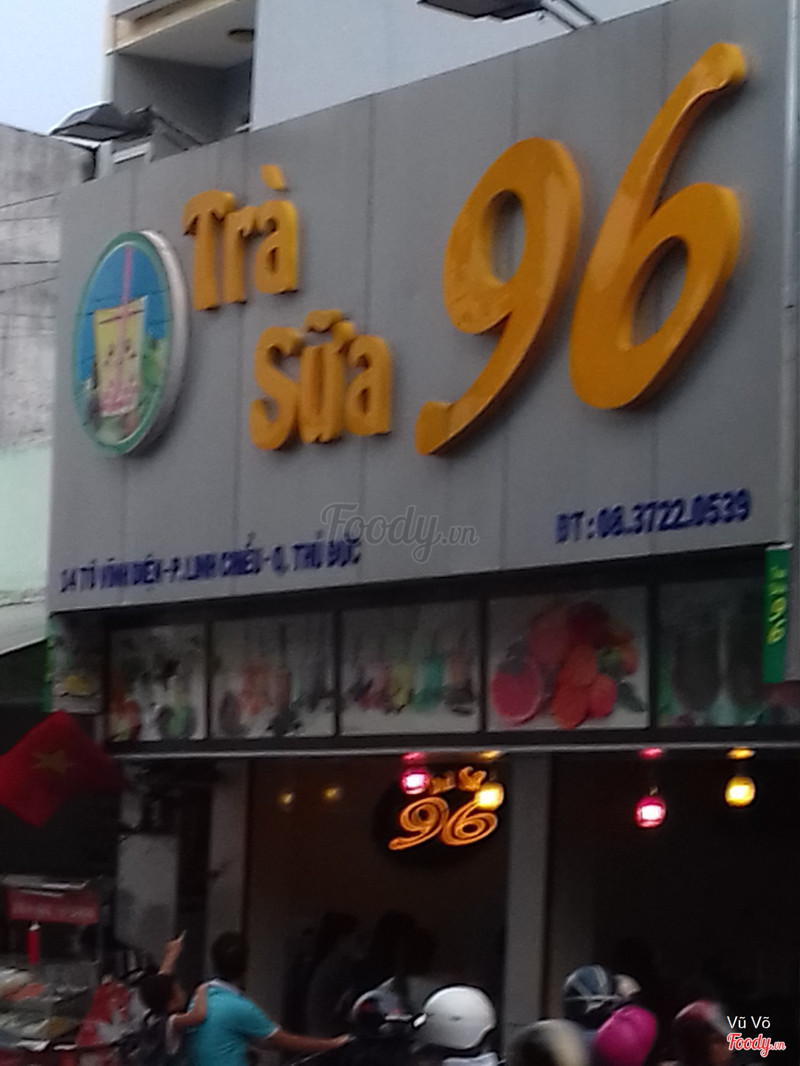 Trà
Sữa
96
Foody.vn
ĐT: 08.3722.0539
14 TÔ VĨNH DIỆN - P. LINH CHIỂU - Q. THỦ ĐỨC
96
96
Vũ Võ
Foody.vn